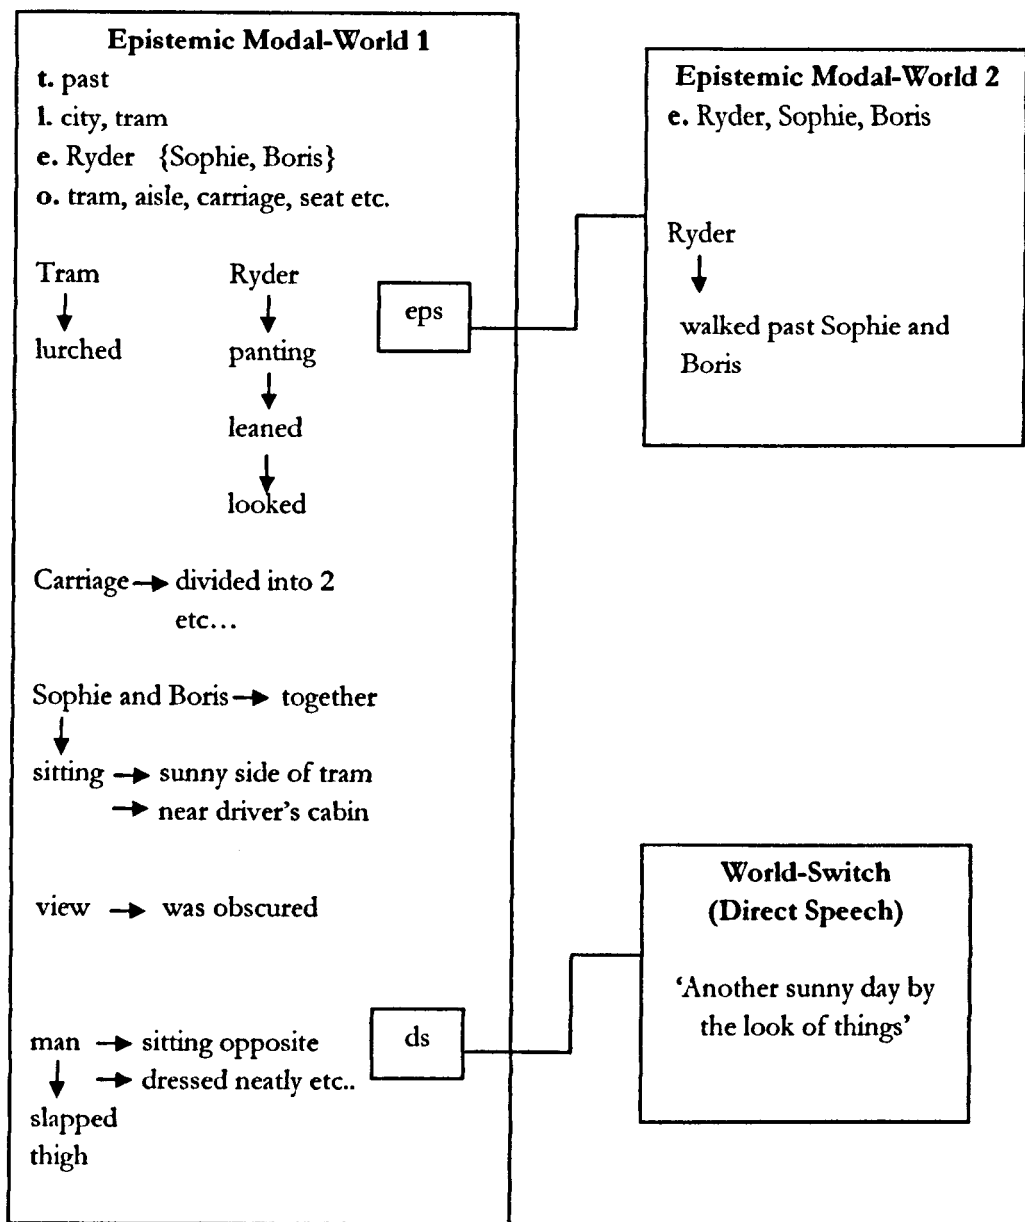 Epistemic Modal-World 1
t. past
l. city, tram
e. Ryder {Sophie, Boris}
o. tram, aisle, carriage, seat etc.
Tram
lurched
Ryder
panting
leaned
looked
eps
Carriage divided into 2
etc...
Sophie and Boris together
sitting sunny side of tram
near driver's cabin
view was obscured
man sitting opposite
dressed neatly etc..
slapped
thigh
ds
Epistemic Modal-World 2
e. Ryder, Sophie, Boris
Ryder
walked past Sophie and
Boris
World-Switch
(Direct Speech)
‘Another sunny day by
the look of things’